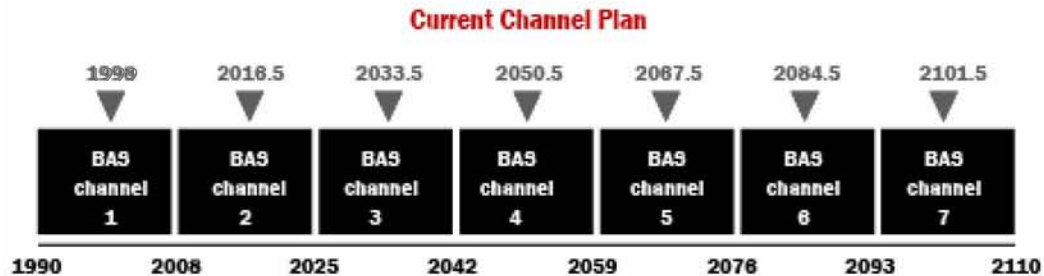 Current Channel Plan
1998 2016.5 2033.5 2050.5 2067.5 2084.5 2101.5
BAS BAS BAS BAS BAS BAS BAS
channel channel channel channel channel channel channel
1 2 3 4 5 6 7
1990 2008 2025 2042 2059 2076 2093 2110